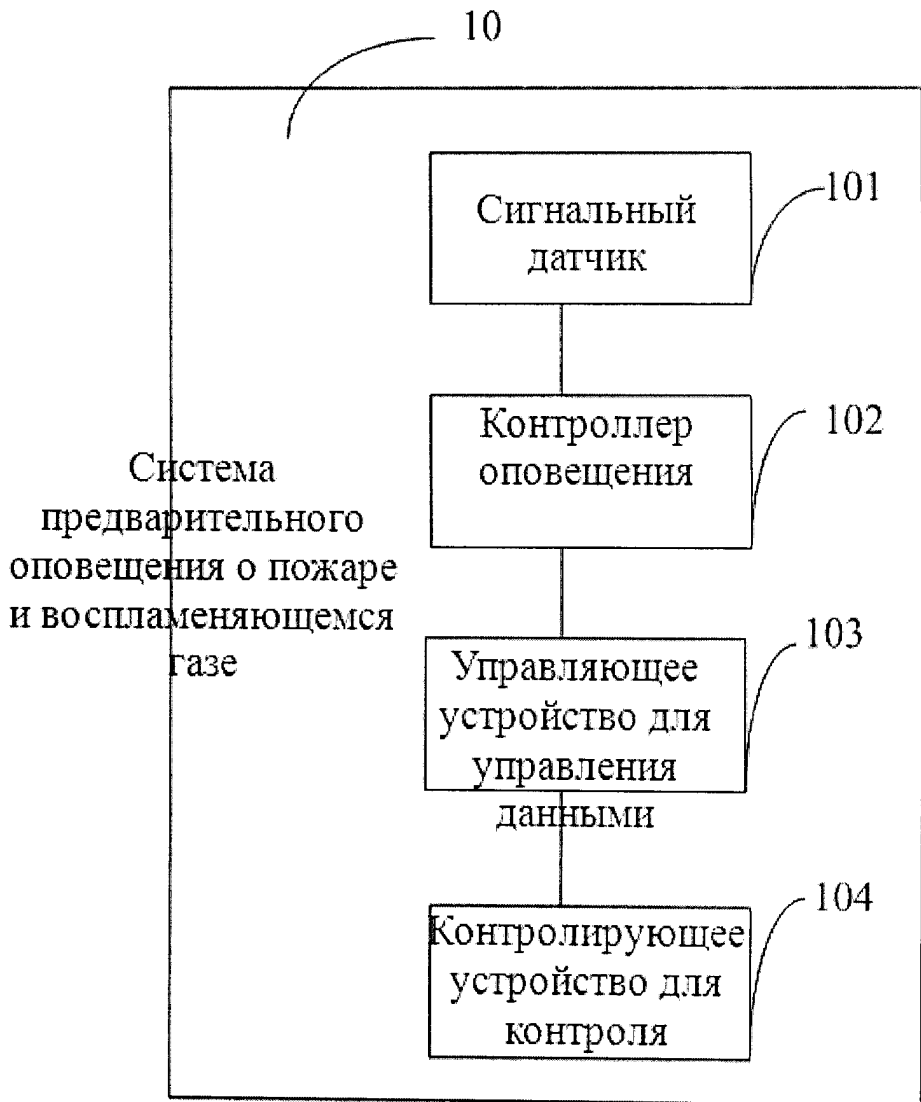 10
Сигнальный
датчик
101
Контроллер
оповещения
102
Система
предварительного
оповещения о пожаре
и воспламеняющемся
газе
Управляющее
устройство для
управления
данными
103
Контролирующее
устройство для
контроля
104